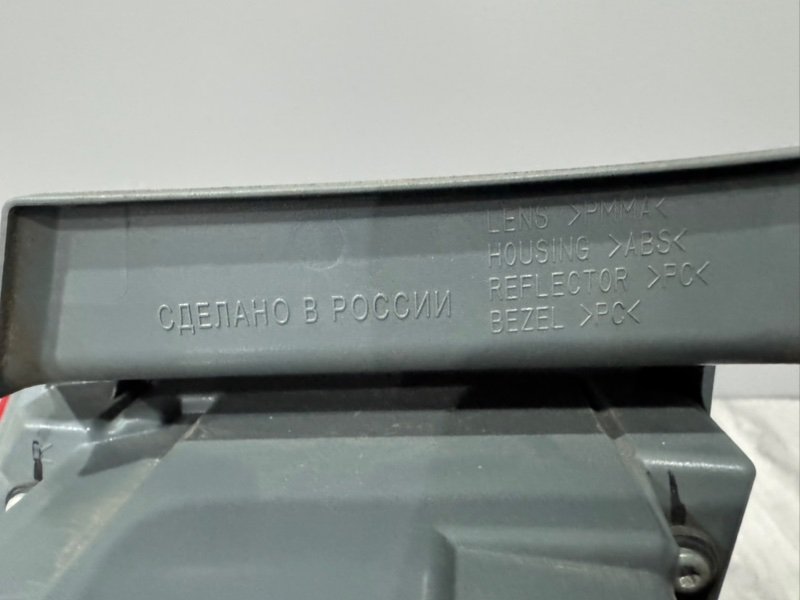 СДЕЛАНО В РОССИИ
LENS >PMMA<
HOUSING >ABS<
REFLECTOR >PC<
BEZEL >PC<